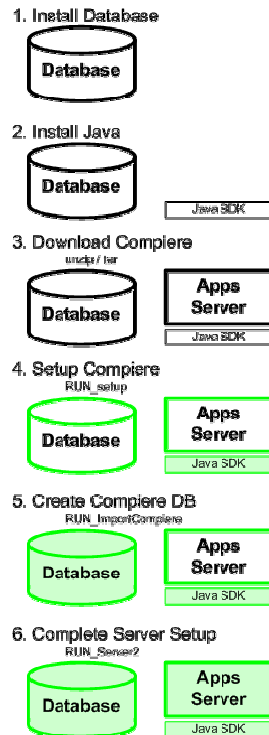 1. Install Database
Database
2. Install Java
Database
Java SDK
3. Download Compiere
unzip / tar
Database
Apps
Server
Java SDK
4. Setup Compiere
RUN_setup
Database
Apps
Server
Java SDK
5. Create Compiere DB
RUN_ImportCompiere
Database
Apps
Server
Java SDK
6. Complete Server Setup
RUN_Server2
Database
Apps
Server
Java SDK